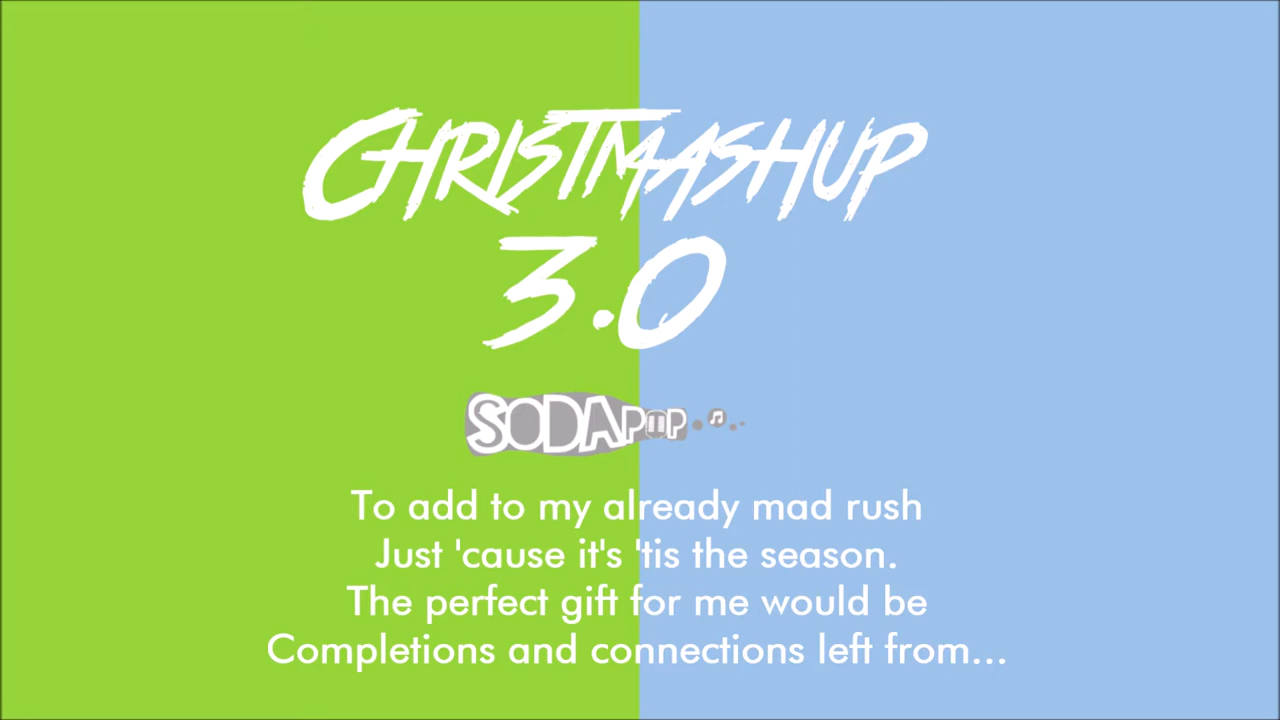 CHRISTMASHUP
3.0
SODAPOP
To add to my already mad rush
Just 'cause it's 'tis the season.
The perfect gift for me would be
Completions and connections left from...